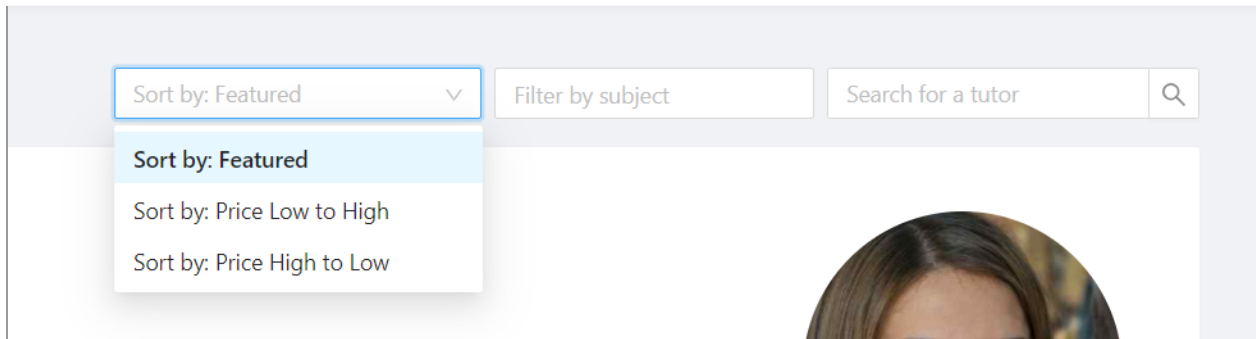 Sort by: Featured
Filter by subject
Search for a tutor
Sort by: Featured
Sort by: Price Low to High
Sort by: Price High to Low